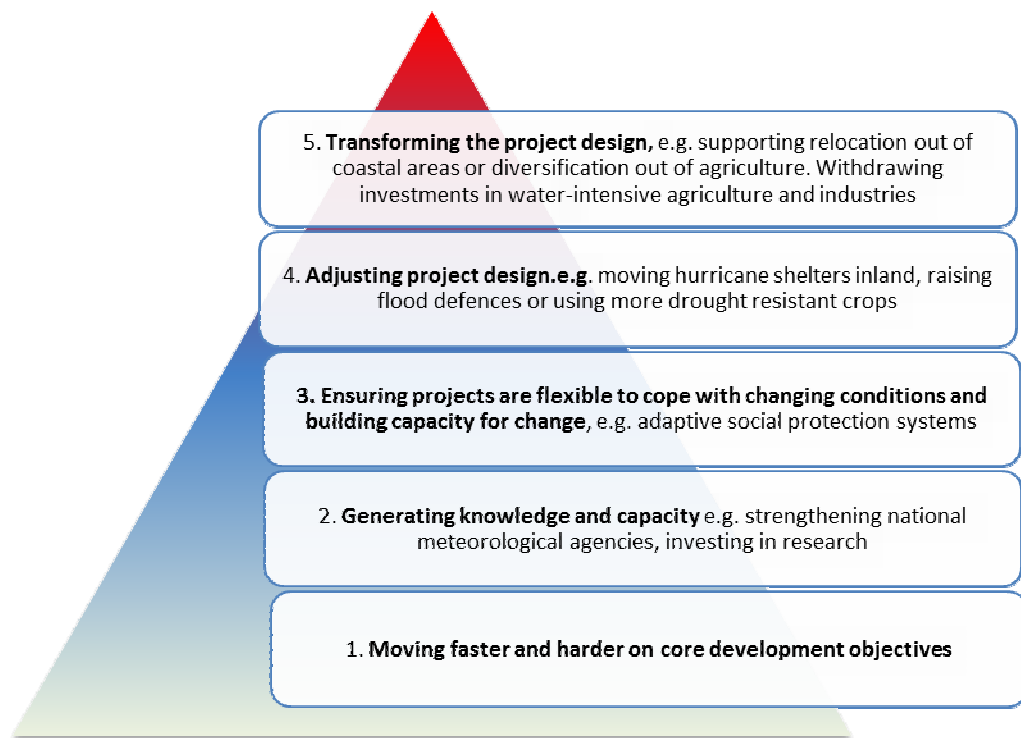 5. Transforming the project design, e.g. supporting relocation out of
coastal areas or diversification out of agriculture. Withdrawing
investments in water-intensive agriculture and industries
4. Adjusting project design.e.g. moving hurricane shelters inland, raising
flood defences or using more drought resistant crops
3. Ensuring projects are flexible to cope with changing conditions and
building capacity for change, e.g. adaptive social protection systems
2. Generating knowledge and capacity e.g. strengthening national
meteorological agencies, investing in research
1. Moving faster and harder on core development objectives